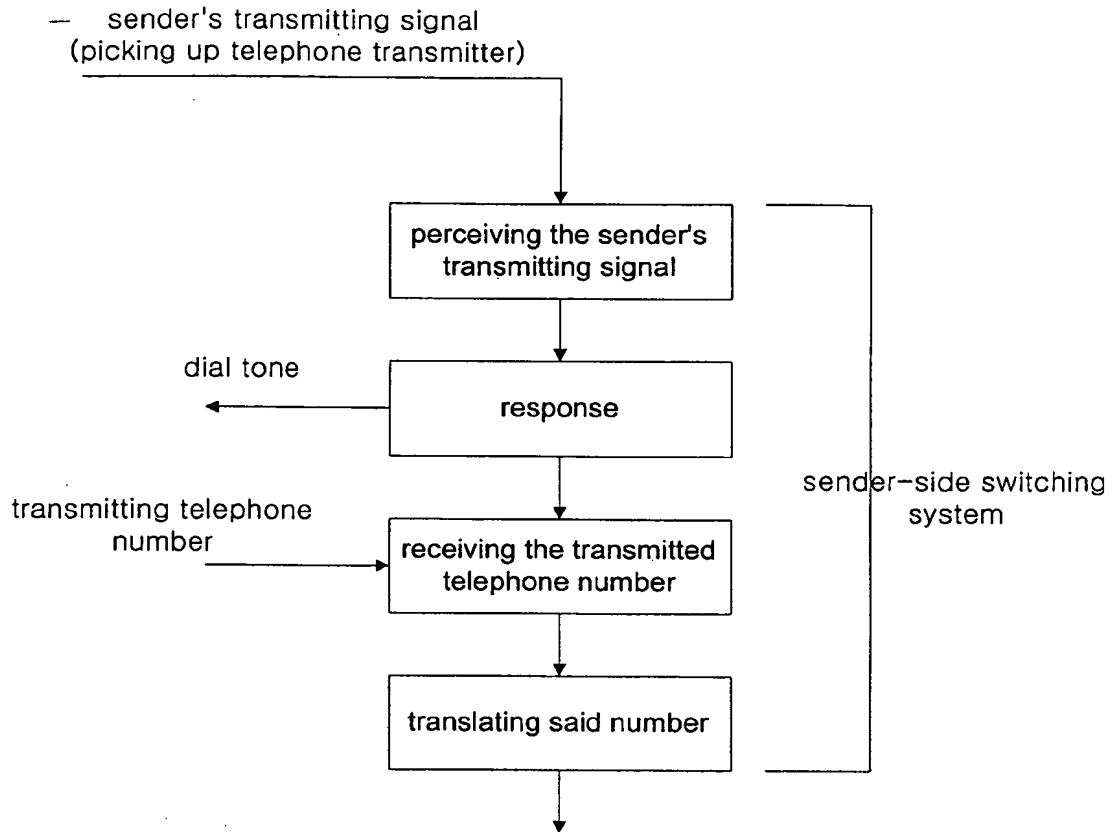 — sender's transmitting signal
(picking up telephone transmitter)
perceiving the sender's
transmitting signal
dial tone
response
sender-side switching
system
transmitting telephone
number
receiving the transmitted
telephone number
translating said number